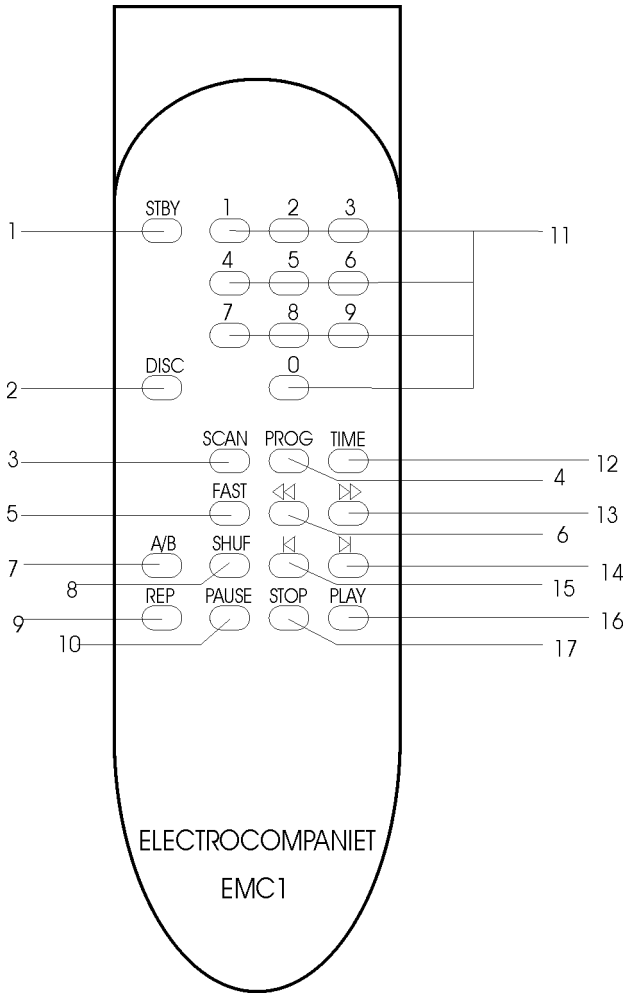 STBY 1 2 3
1 11
4 5 6
7 8 9
DISC 0
2
SCAN PROG TIME
3 12
4
FAST
5 13
6
A/B SHUF
7 14
8 15
REP PAUSE STOP PLAY
9 16
10 17
ELECTROCOMPANIET
EMC1